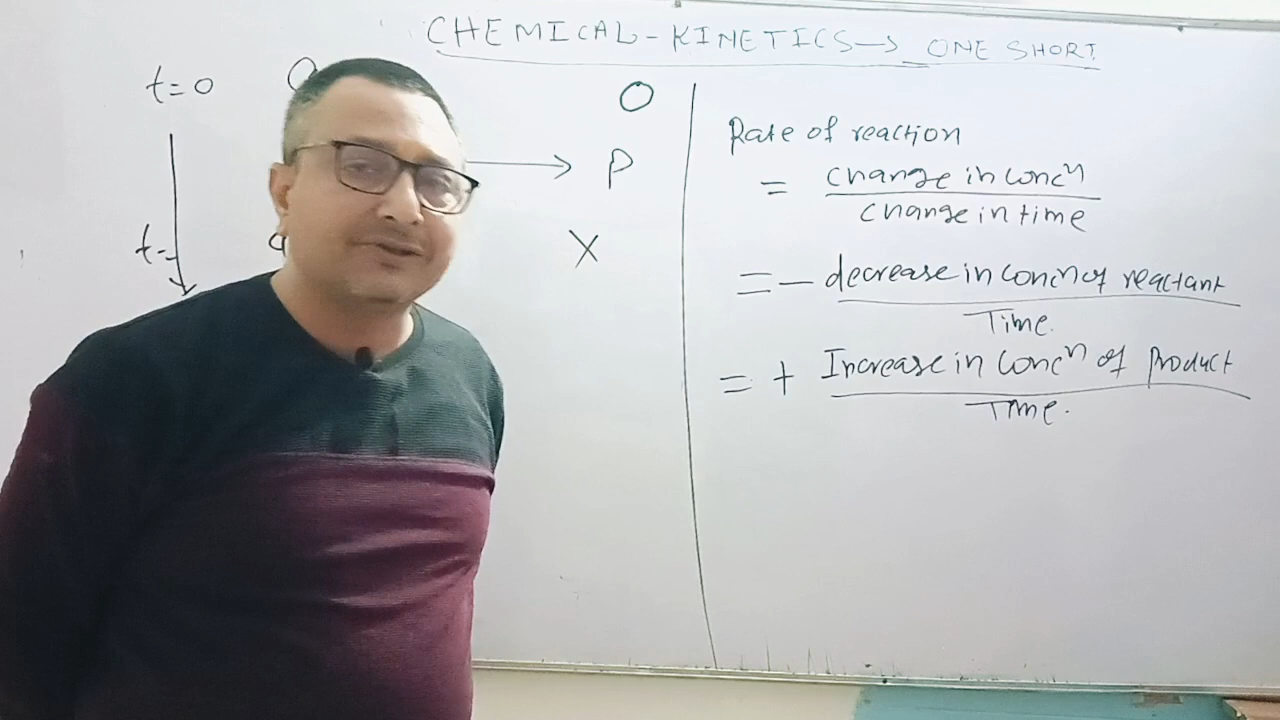 CHEMICAL-KINETICS→ ONE SHORT
t=0 O
→ P
t= X
Rate of reaction
= change in concⁿ
change in time
= - decrease in concⁿ of reactant
Time.
= + Increase in concⁿ of Product
Time.